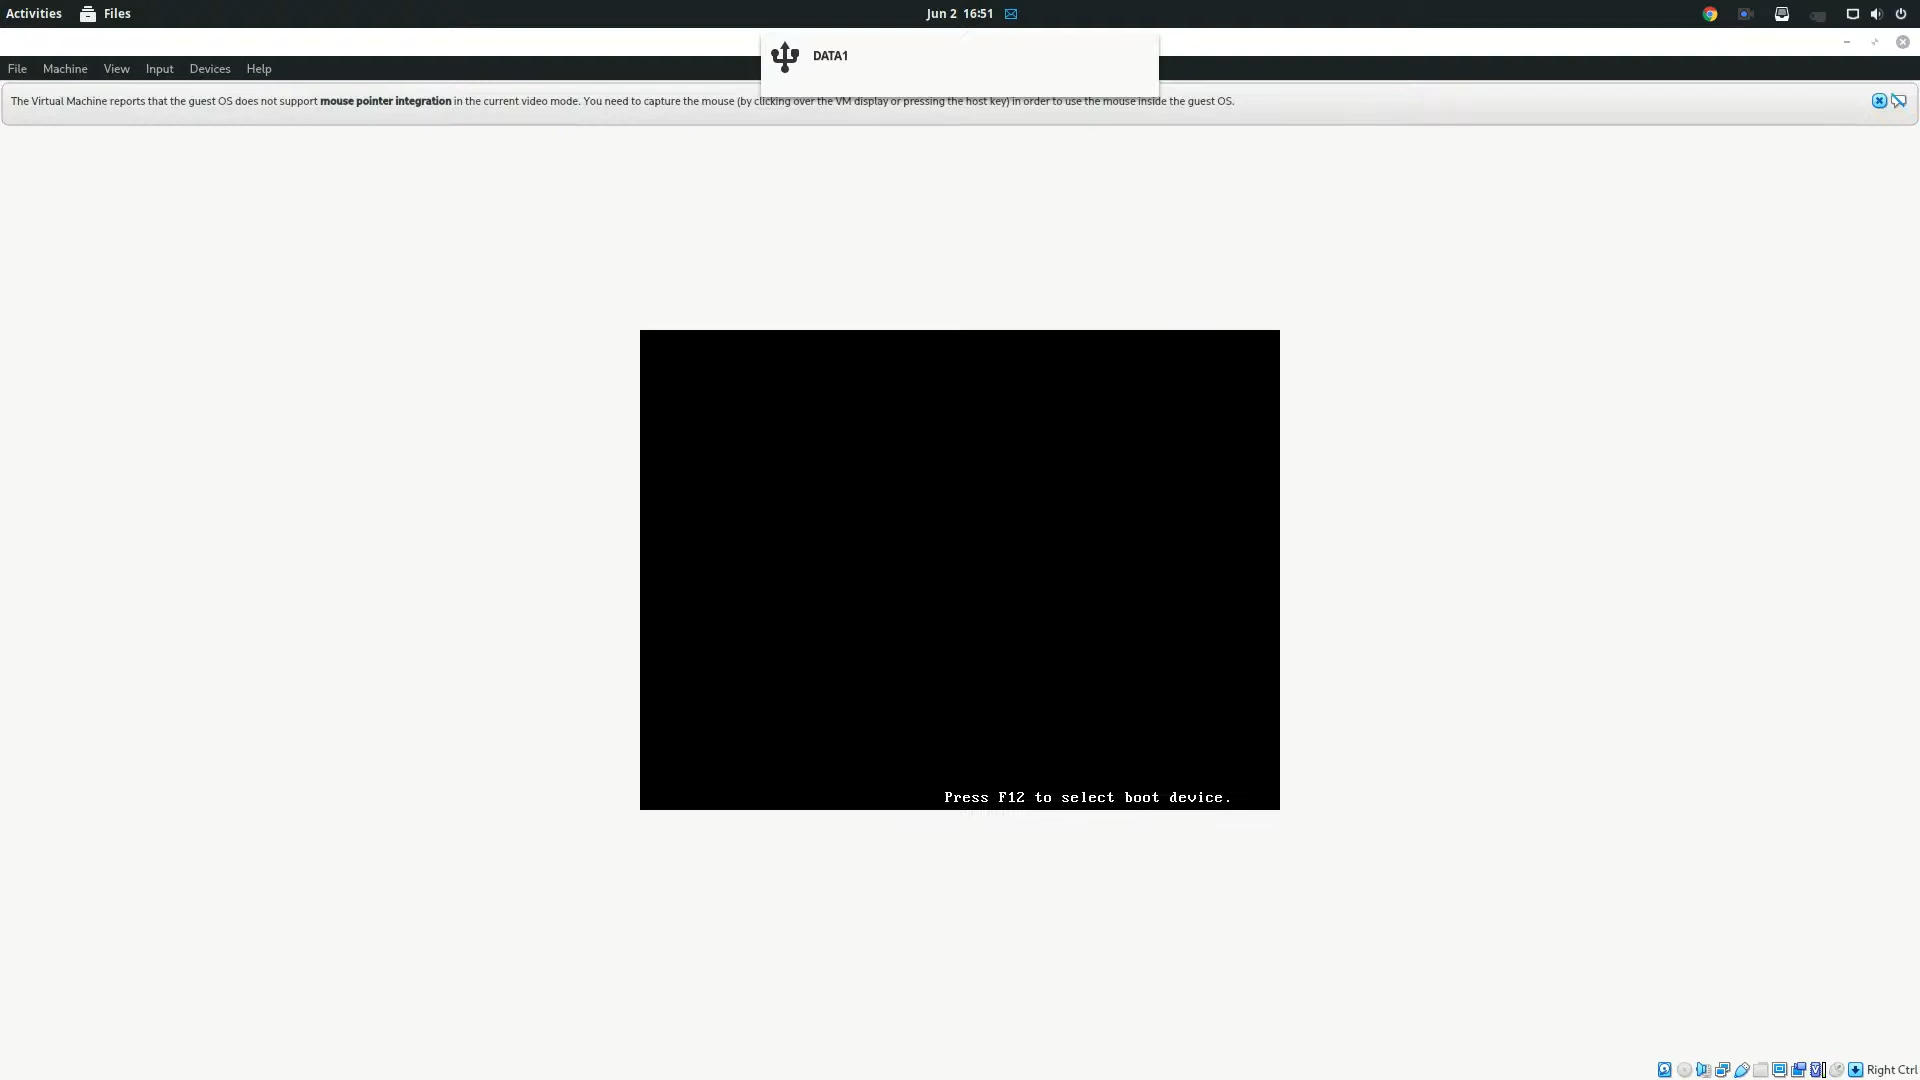 Activities Files Jun 2 16:51
DATA1
File Machine View Input Devices Help
The Virtual Machine reports that the guest OS does not support mouse pointer integration in the current video mode. You need to capture the mouse (by clicking over the VM display or pressing the host key) in order to use the mouse inside the guest OS.
Press F12 to select boot device.
Right Ctrl